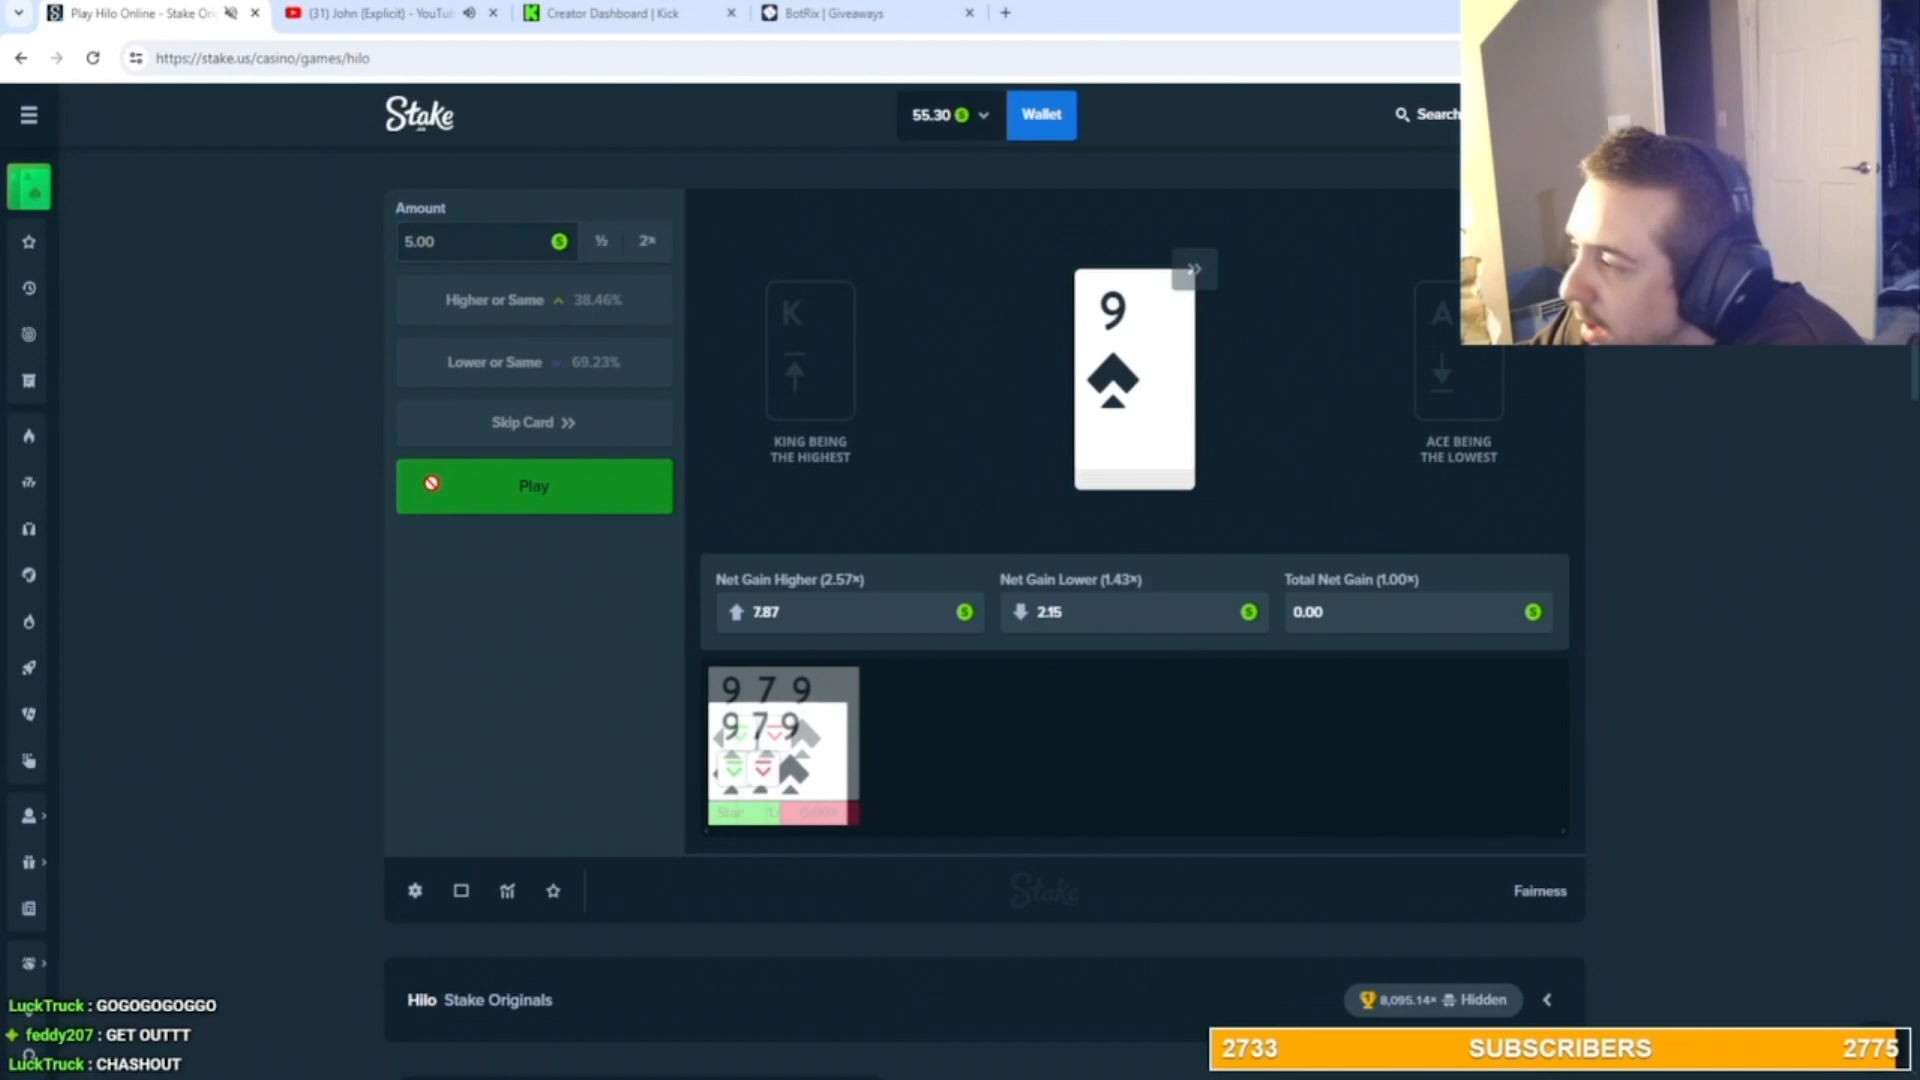 Play Hilo Online - Stake Ori
(31) John (Explicit) - YouTu
Creator Dashboard | Kick
BotRix | Giveaways
https://stake.us/casino/games/hilo
Stake
55.30
Wallet
Search
Amount
5.00
½
2×
Higher or Same 38.46%
Lower or Same 69.23%
Skip Card
Play
K
KING BEING
THE HIGHEST
9
A
ACE BEING
THE LOWEST
Net Gain Higher (2.57×)
7.87
Net Gain Lower (1.43×)
2.15
Total Net Gain (1.00×)
0.00
9 7 9
9 7 9
0.00×
Stake
Fairness
Hilo Stake Originals
8,095.14× Hidden
LuckTruck : GOGOGOGOGGO
feddy207 : GET OUTTT
LuckTruck : CHASHOUT
2733 SUBSCRIBERS 2775